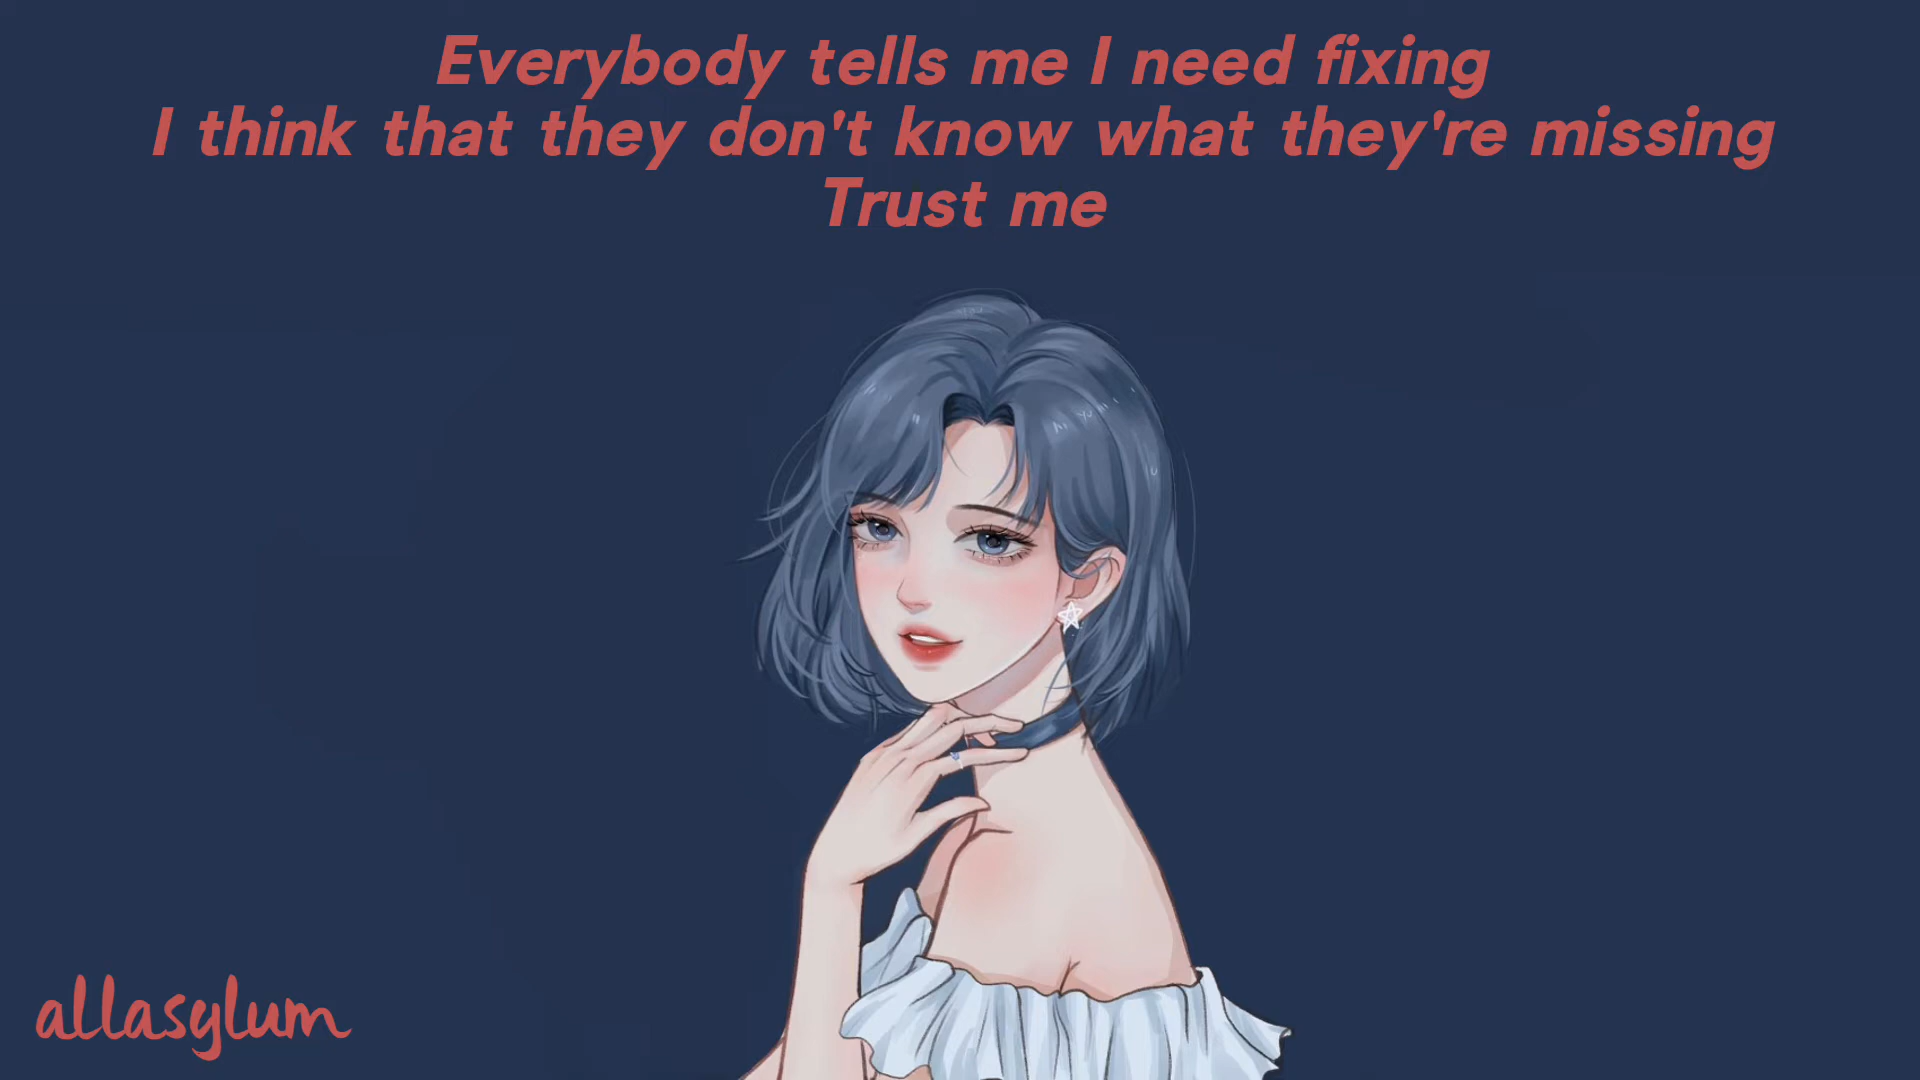 Everybody tells me I need fixing
I think that they don't know what they're missing
Trust me
allasylum